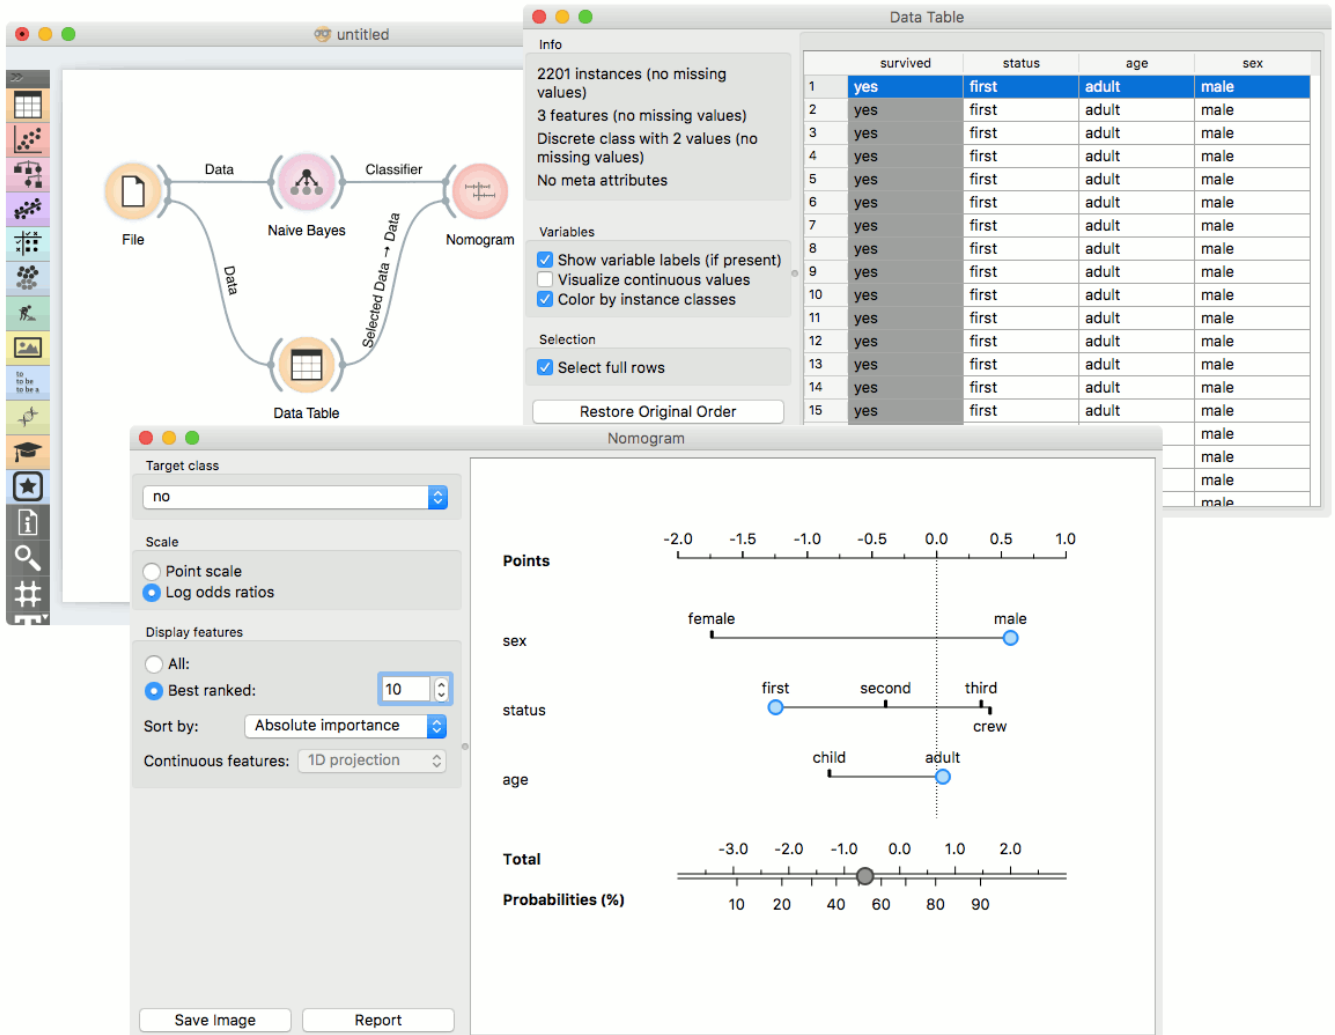 untitled
Data
Classifier
File
Naive Bayes
Nomogram
Data
Selected Data → Data
Data Table
to
to be
to be a
Data Table
Info
2201 instances (no missing
values)
3 features (no missing values)
Discrete class with 2 values (no
missing values)
No meta attributes
Variables
Show variable labels (if present)
Visualize continuous values
Color by instance classes
Selection
Select full rows
Restore Original Order
survived status age sex
1 yes first adult male
2 yes first adult male
3 yes first adult male
4 yes first adult male
5 yes first adult male
6 yes first adult male
7 yes first adult male
8 yes first adult male
9 yes first adult male
10 yes first adult male
11 yes first adult male
12 yes first adult male
13 yes first adult male
14 yes first adult male
15 yes first adult male
male
male
male
male
Nomogram
Target class
no
Scale
Point scale
Log odds ratios
Display features
All:
Best ranked: 10
Sort by: Absolute importance
Continuous features: 1D projection
Save Image
Report
-2.0 -1.5 -1.0 -0.5 0.0 0.5 1.0
Points
female male
sex
first second third
status
crew
child adult
age
-3.0 -2.0 -1.0 0.0 1.0 2.0
Total
Probabilities (%)
10 20 40 60 80 90